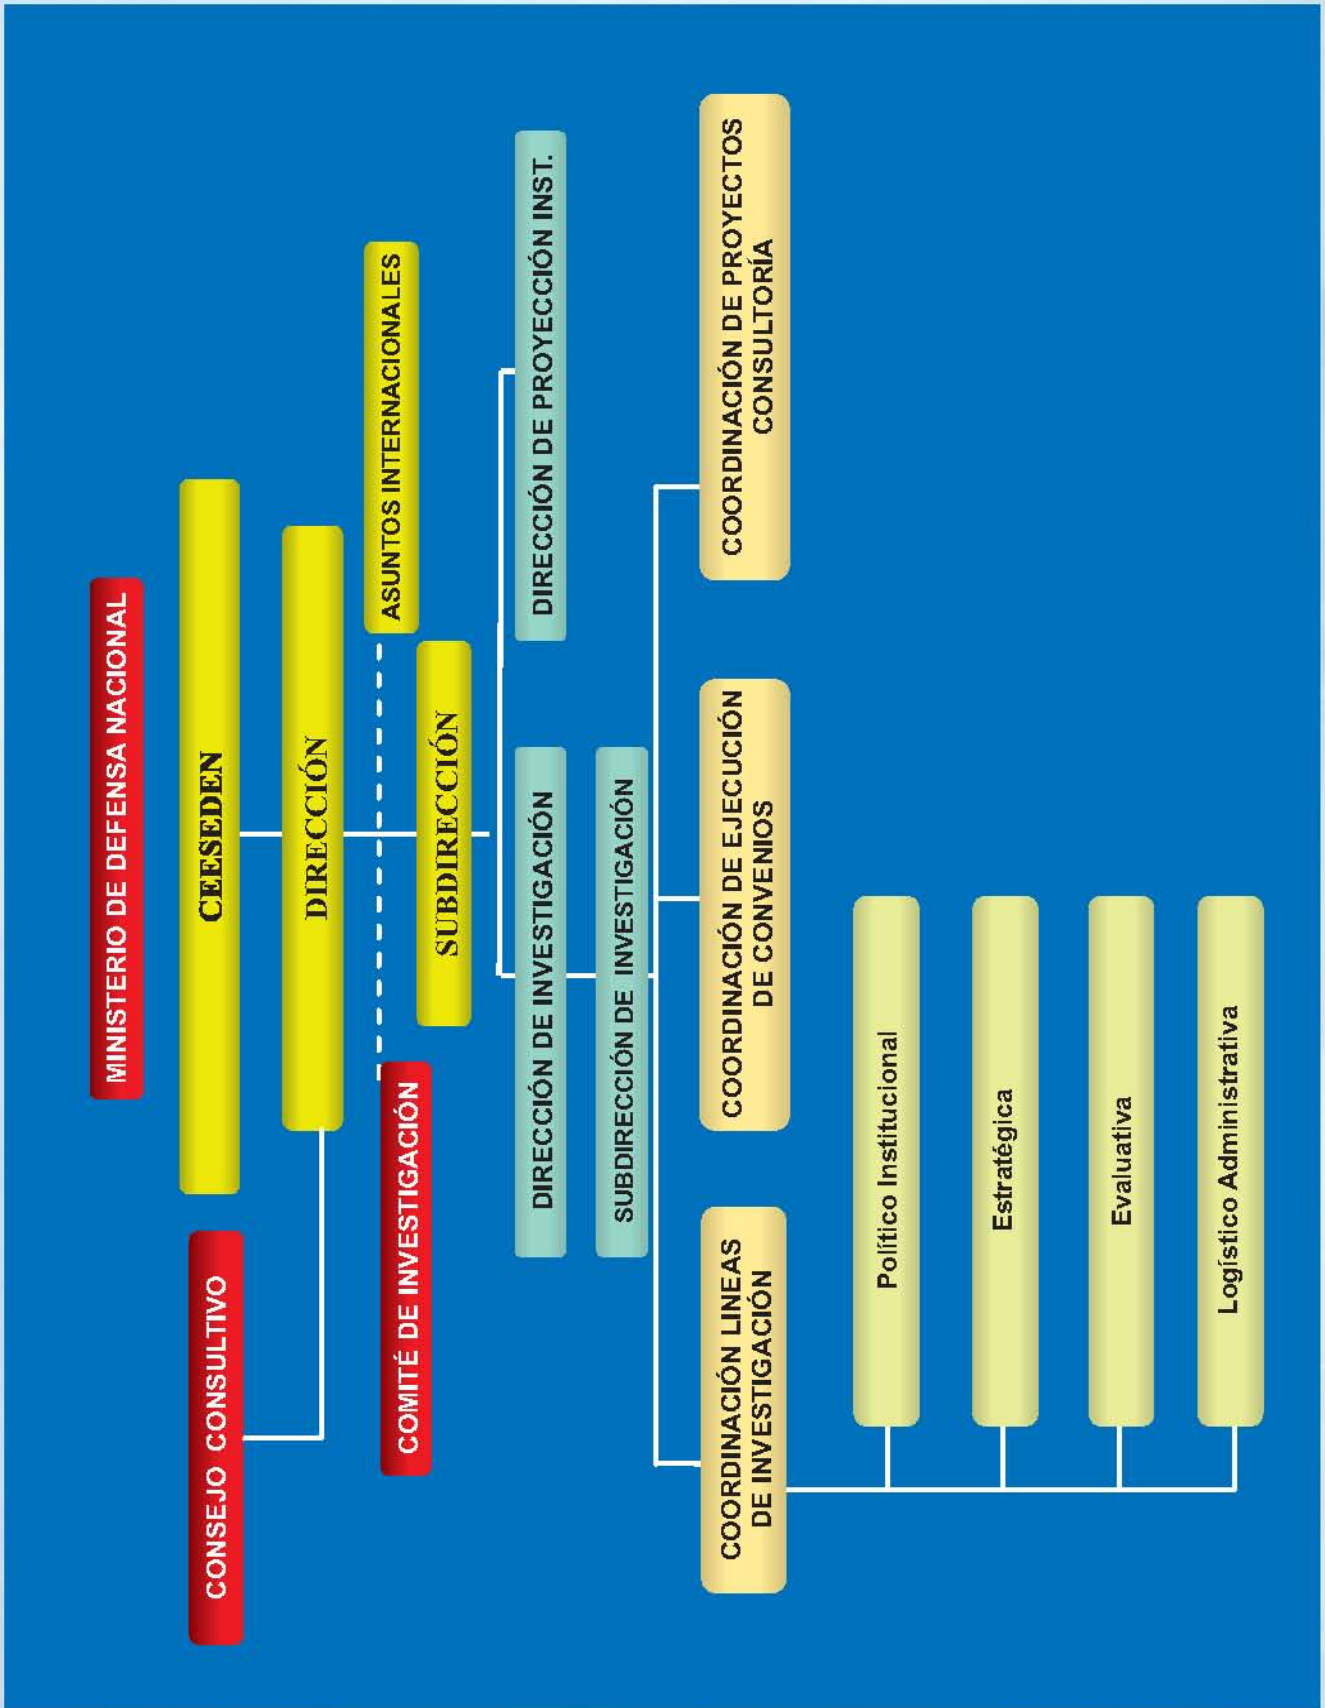 MINISTERIO DE DEFENSA NACIONAL
CONSEJO CONSULTIVO
CEESEDEN
DIRECCIÓN
ASUNTOS INTERNACIONALES
COMITÉ DE INVESTIGACIÓN
SUBDIRECCIÓN
DIRECCIÓN DE INVESTIGACIÓN
DIRECCIÓN DE PROYECCIÓN INST.
SUBDIRECCIÓN DE INVESTIGACIÓN
COORDINACIÓN LINEAS
DE INVESTIGACIÓN
COORDINACIÓN DE EJECUCIÓN
DE CONVENIOS
COORDINACIÓN DE PROYECTOS
CONSULTORÍA
Político Institucional
Estratégica
Evaluativa
Logístico Administrativa